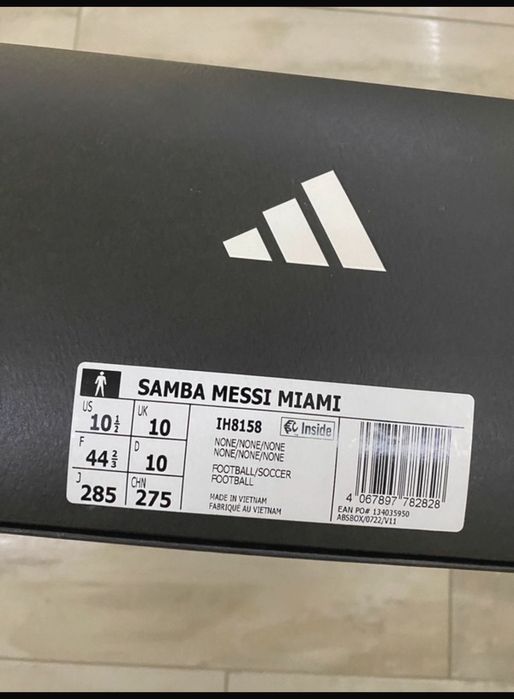 SAMBA MESSI MIAMI
US 10½ UK 10
F 44⅔ D 10
J 285 CHN 275
IH8158 Inside
NONE/NONE/NONE
NONE/NONE/NONE
FOOTBALL/SOCCER
FOOTBALL
MADE IN VIETNAM
FABRIQUÉ AU VIETNAM
4 067897 782828
EAN PO# 134035950
ABSBOX/0722/V11